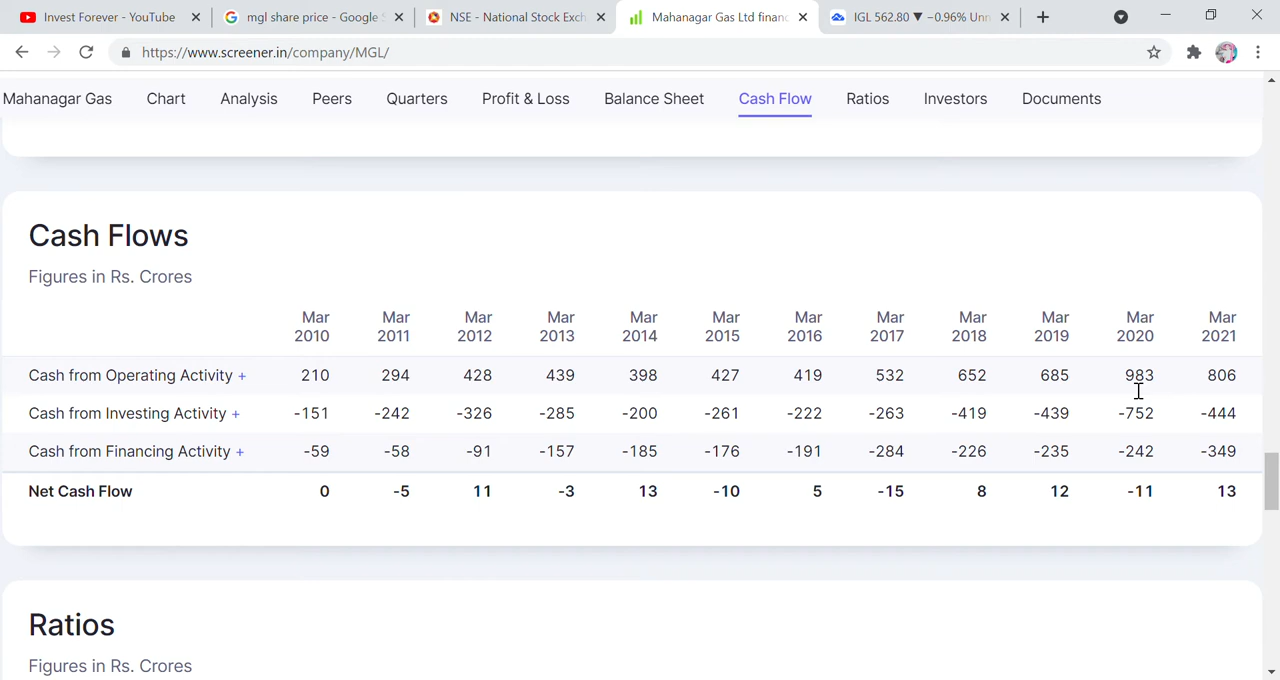 Invest Forever - YouTube
mgl share price - Google
NSE - National Stock Exch
Mahanagar Gas Ltd financ
IGL 562.80 ▼ −0.96% Unn
https://www.screener.in/company/MGL/
Mahanagar Gas Chart Analysis Peers Quarters Profit & Loss Balance Sheet Cash Flow Ratios Investors Documents
Cash Flows
Figures in Rs. Crores
Mar Mar Mar Mar Mar Mar Mar Mar Mar Mar Mar Mar
2010 2011 2012 2013 2014 2015 2016 2017 2018 2019 2020 2021
Cash from Operating Activity + 210 294 428 439 398 427 419 532 652 685 983 806
Cash from Investing Activity + -151 -242 -326 -285 -200 -261 -222 -263 -419 -439 -752 -444
Cash from Financing Activity + -59 -58 -91 -157 -185 -176 -191 -284 -226 -235 -242 -349
Net Cash Flow 0 -5 11 -3 13 -10 5 -15 8 12 -11 13
Ratios
Figures in Rs. Crores